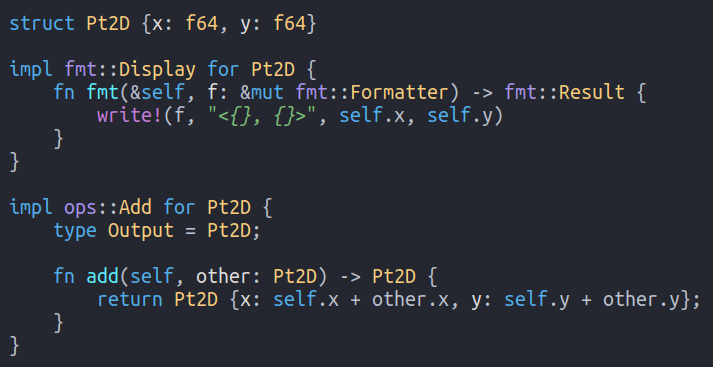 struct Pt2D {x: f64, y: f64}

impl fmt::Display for Pt2D {
    fn fmt(&self, f: &mut fmt::Formatter) -> fmt::Result {
        write!(f, "<{}, {}>", self.x, self.y)
    }
}

impl ops::Add for Pt2D {
    type Output = Pt2D;

    fn add(self, other: Pt2D) -> Pt2D {
        return Pt2D {x: self.x + other.x, y: self.y + other.y};
    }
}